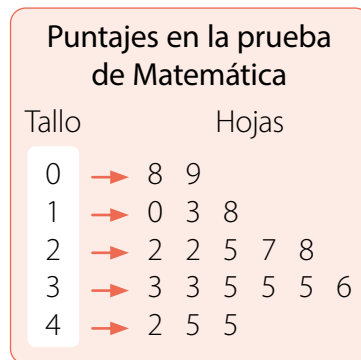 Puntajes en la prueba
de Matemática
Tallo Hojas
0 8 9
1 0 3 8
2 2 2 5 7 8
3 3 3 5 5 5 6
4 2 5 5